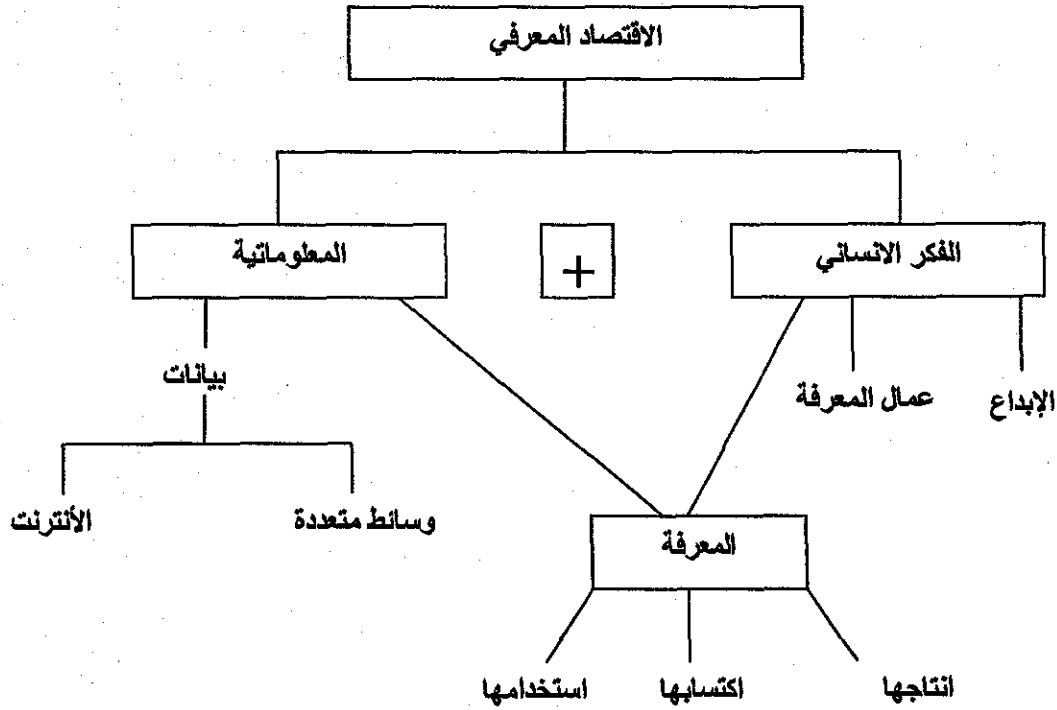 الاقتصاد المعرفي
الفكر الانساني
+
المعلوماتية
الإبداع
عمال المعرفة
بيانات
وسائط متعددة
الأنترنت
المعرفة
انتاجها
اكتسابها
استخدامها